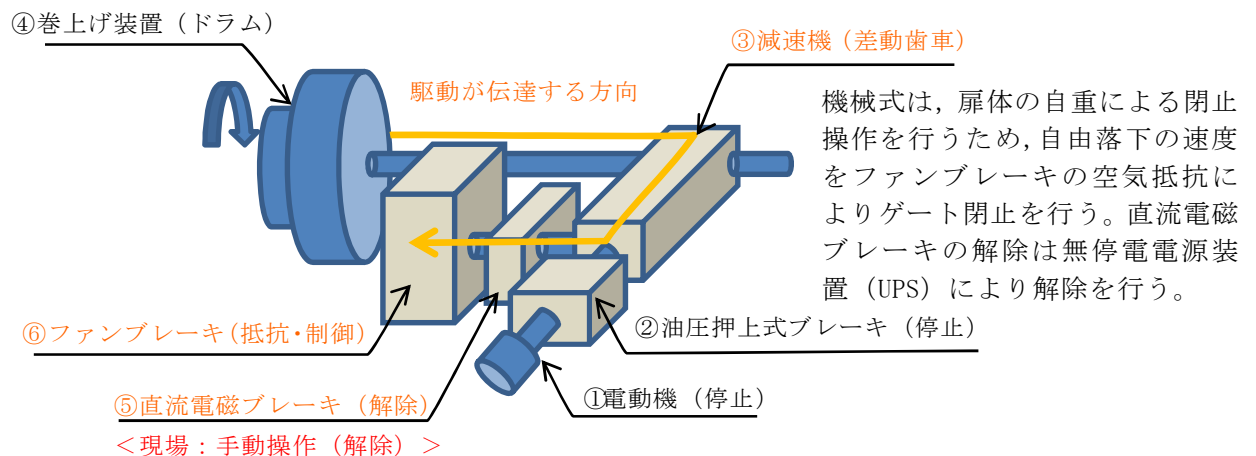 ④巻上げ装置（ドラム）
③減速機（差動歯車）
駆動が伝達する方向
機械式は，扉体の自重による閉止
操作を行うため，自由落下の速度
をファンブレーキの空気抵抗に
よりゲート閉止を行う。直流電磁
ブレーキの解除は無停電電源装
置（UPS）により解除を行う。
⑥ファンブレーキ（抵抗・制御）
②油圧押上式ブレーキ（停止）
⑤直流電磁ブレーキ（解除）
①電動機（停止）
＜現場：手動操作（解除）＞